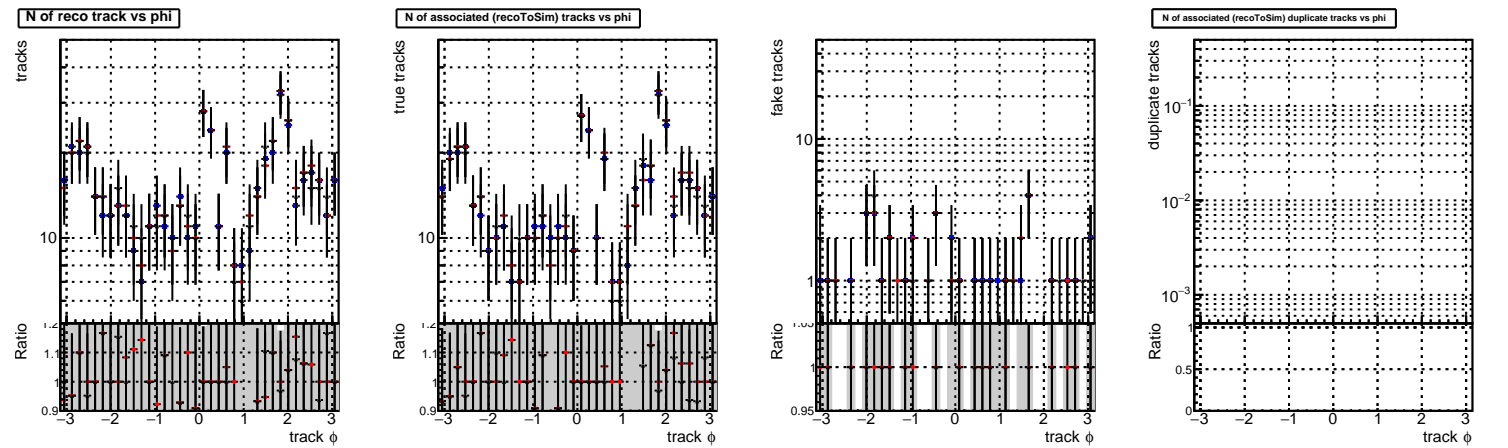 N of reco track vs phi
tracks
10
Ratio
1.2
1.1
1
0.9
−3 −2 −1 0 1 2 3
track ϕ
N of associated (recoToSim) tracks vs phi
true tracks
10
Ratio
1.2
1.1
1
0.9
−3 −2 −1 0 1 2 3
track ϕ
fake tracks
10
1
Ratio
1.05
1
0.95
−3 −2 −1 0 1 2 3
track ϕ
N of associated (recoToSim) duplicate tracks vs phi
duplicate tracks
10−1
10−2
10−3
Ratio
1
0.5
0
−3 −2 −1 0 1 2 3
track ϕ